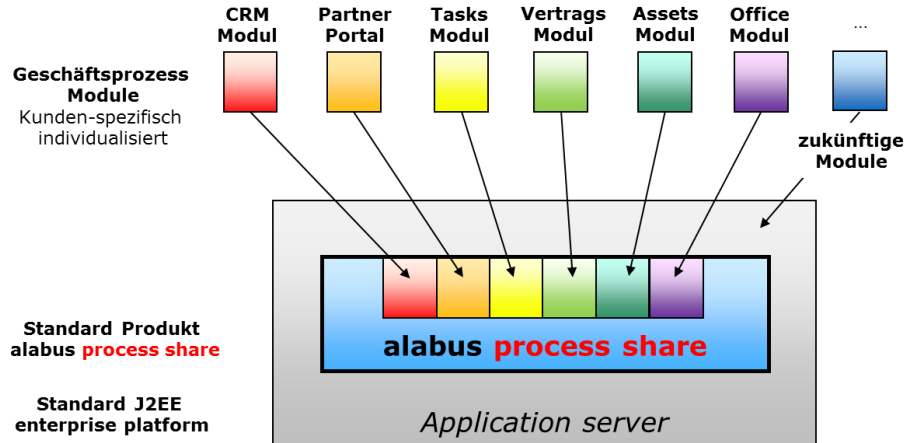 CRM
Modul
Partner
Portal
Tasks
Modul
Vertrags
Modul
Assets
Modul
Office
Modul
...
Geschäftsprozess
Module
Kunden-spezifisch
individualisiert
zukünftige
Module
Standard Produkt
alabus process share
alabus process share
Standard J2EE
enterprise platform
Application server